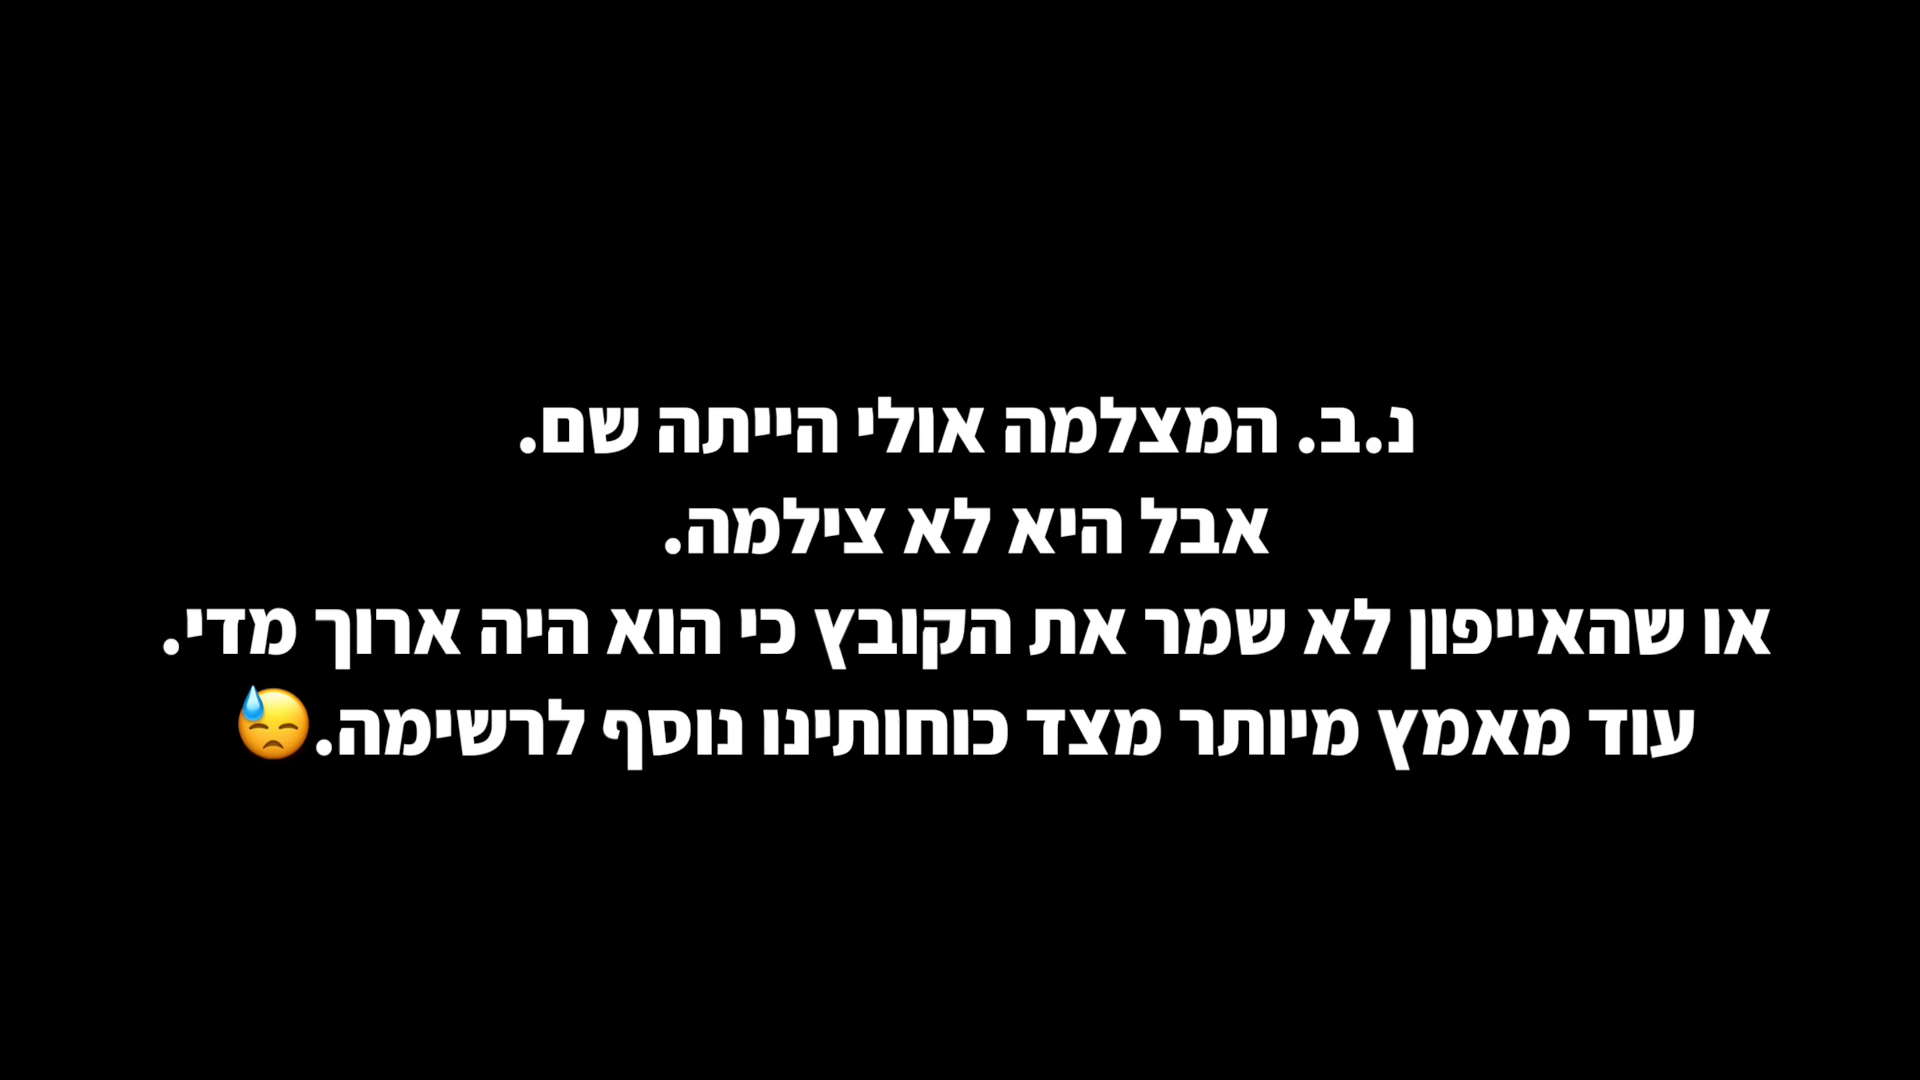 נ.ב. המצלמה אולי הייתה שם.
אבל היא לא צילמה.
או שהאייפון לא שמר את הקובץ כי הוא היה ארוך מדי.
עוד מאמץ מיותר מצד כוחותינו נוסף לרשימה.😓